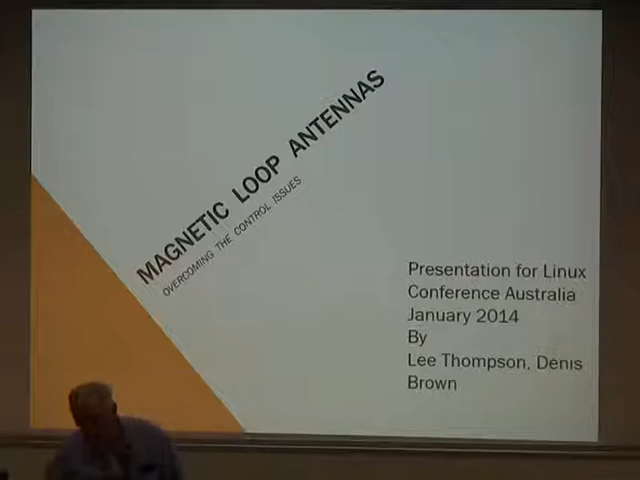 MAGNETIC LOOP ANTENNAS
OVERCOMING THE CONTROL ISSUES
Presentation for Linux
Conference Australia
January 2014
By
Lee Thompson, Denis
Brown